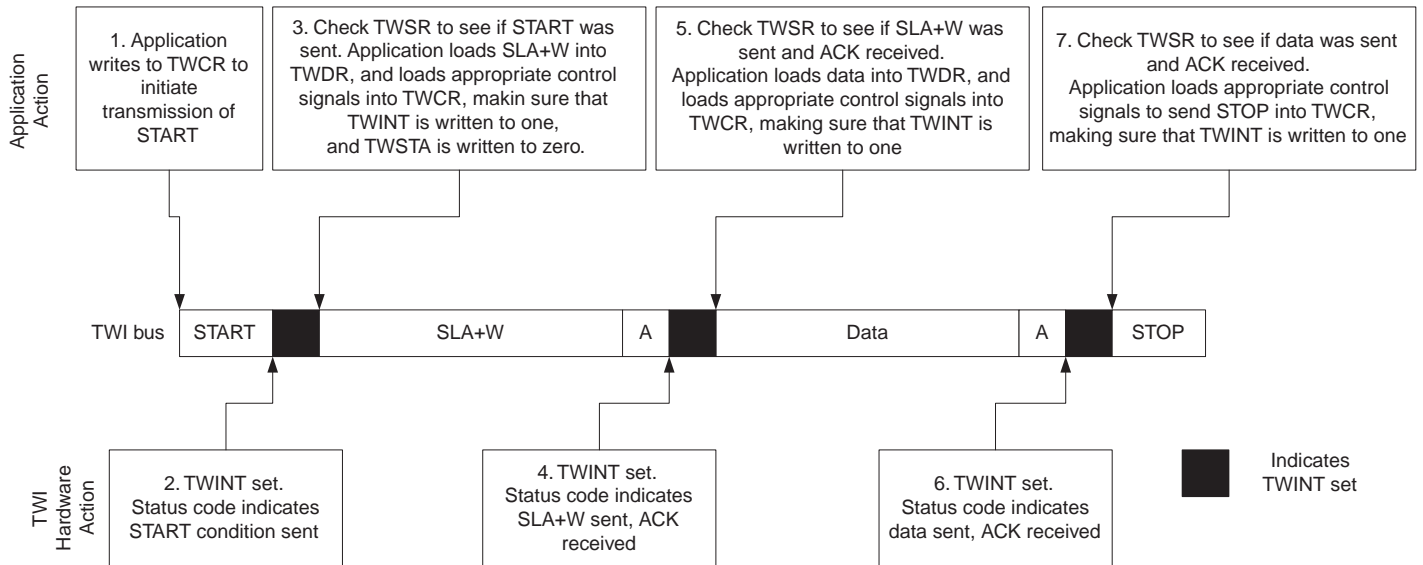 Application
Action
1. Application
writes to TWCR to
initiate
transmission of
START
3. Check TWSR to see if START was
sent. Application loads SLA+W into
TWDR, and loads appropriate control
signals into TWCR, makin sure that
TWINT is written to one,
and TWSTA is written to zero.
5. Check TWSR to see if SLA+W was
sent and ACK received.
Application loads data into TWDR, and
loads appropriate control signals into
TWCR, making sure that TWINT is
written to one
7. Check TWSR to see if data was sent
and ACK received.
Application loads appropriate control
signals to send STOP into TWCR,
making sure that TWINT is written to one
TWI bus
START
SLA+W
A
Data
A
STOP
TWI
Hardware
Action
2. TWINT set.
Status code indicates
START condition sent
4. TWINT set.
Status code indicates
SLA+W sent, ACK
received
6. TWINT set.
Status code indicates
data sent, ACK received
Indicates
TWINT set